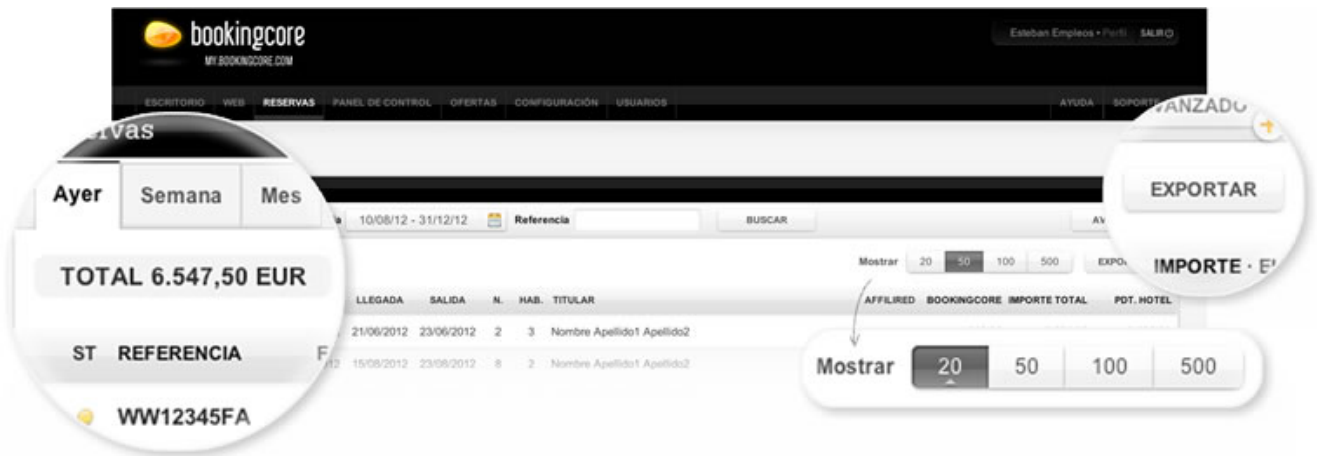 bookingcore
MY.BOOKINGCORE.COM
Esteban Empleos • Perfil SALIR
ESCRITORIO WEB RESERVAS PANEL DE CONTROL OFERTAS CONFIGURACIÓN USUARIOS
AYUDA SOPORTE
Ayer Semana Mes
10/08/12 - 31/12/12 Referencia BUSCAR
EXPORTAR
TOTAL 6.547,50 EUR
Mostrar 20 50 100 500
IMPORTE
LLEGADA SALIDA N. HAB. TITULAR AFFILIRED BOOKINGCORE IMPORTE TOTAL PDT. HOTEL
21/06/2012 23/06/2012 2 3 Nombre Apellido1 Apellido2
ST REFERENCIA
15/08/2012 23/08/2012 8 2 Nombre Apellido1 Apellido2
Mostrar 20 50 100 500
WW12345FA